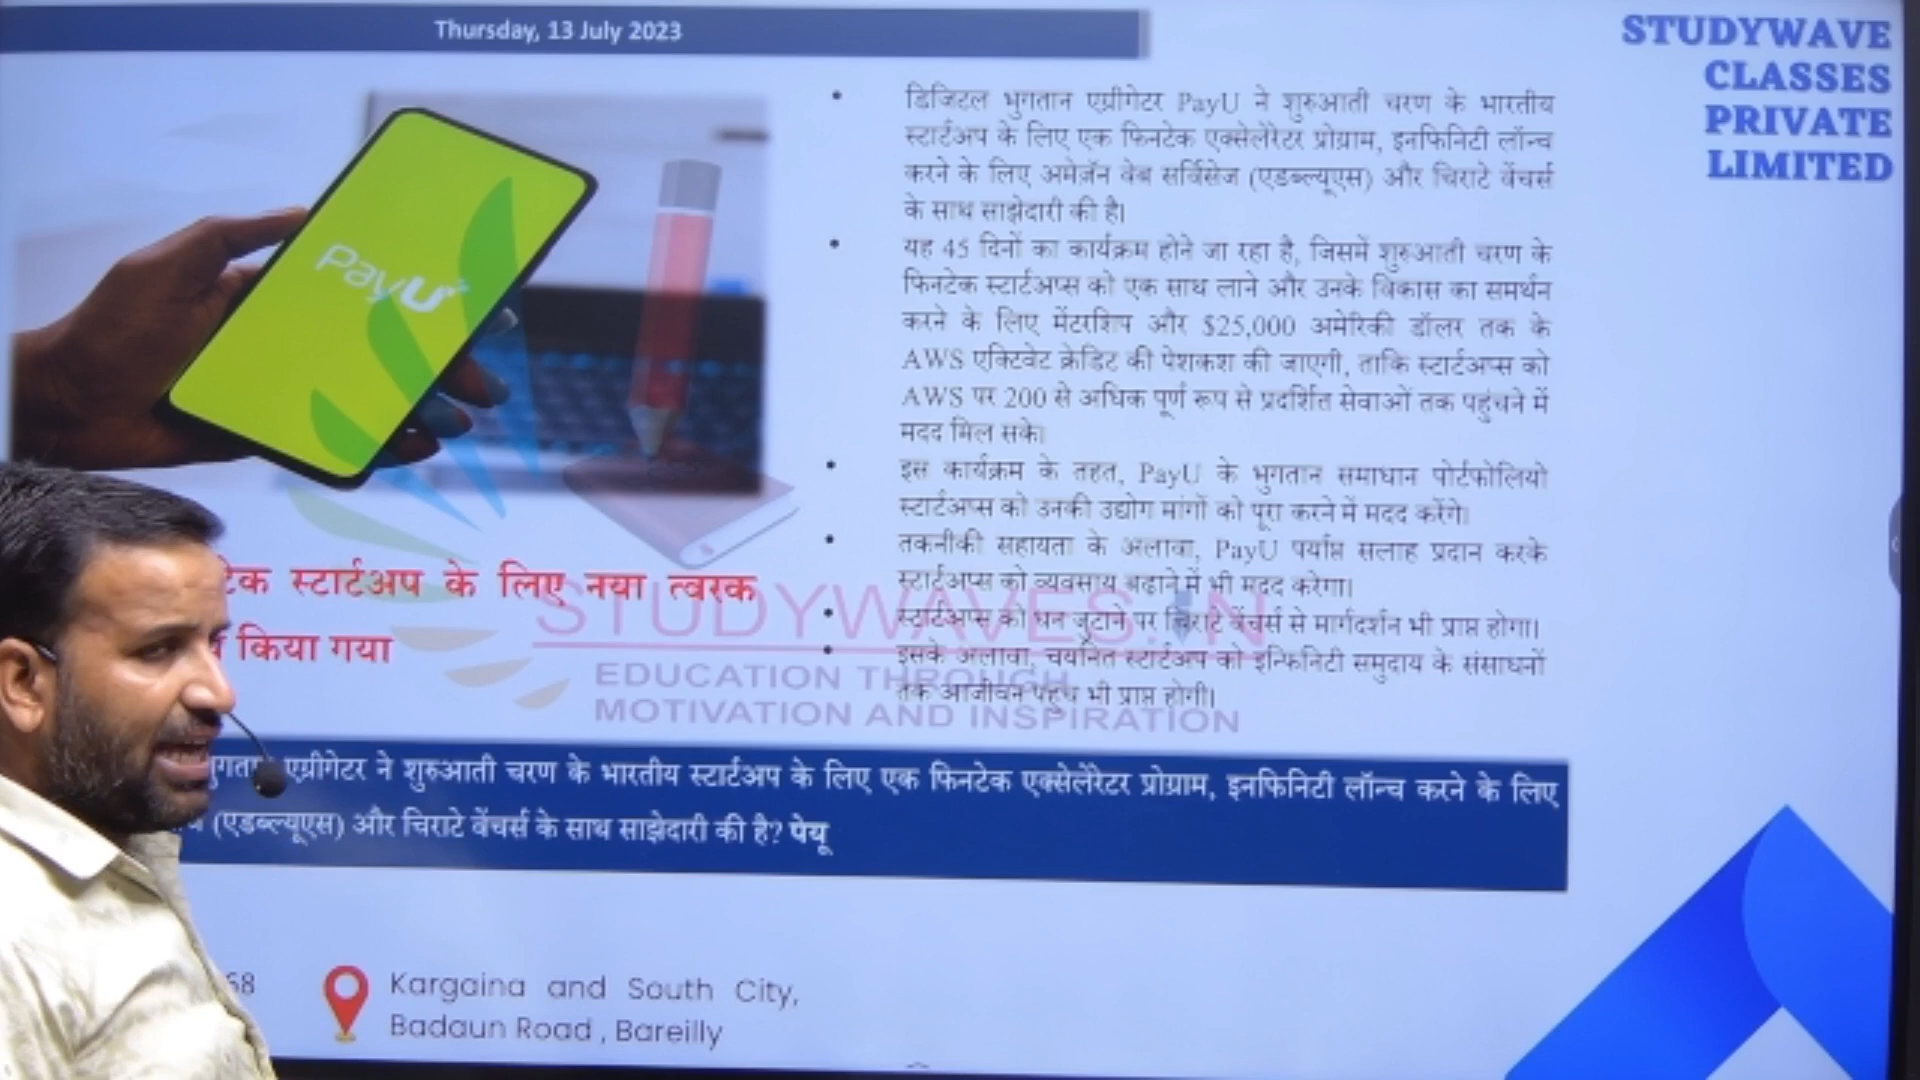 Thursday, 13 July 2023
STUDYWAVE
CLASSES
PRIVATE
LIMITED
PayU
• डिजिटल भुगतान एग्रीगेटर PayU ने शुरुआती चरण के भारतीय
स्टार्टअप के लिए एक फिनटेक एक्सेलेरेटर प्रोग्राम, इनफिनिटी लॉन्च
करने के लिए अमेज़ॅन वेब सर्विसेज (एडब्ल्यूएस) और चिराटे वेंचर्स
के साथ साझेदारी की है।
• यह 45 दिनों का कार्यक्रम होने जा रहा है, जिसमें शुरुआती चरण के
फिनटेक स्टार्टअप्स को एक साथ लाने और उनके विकास का समर्थन
करने के लिए मेंटरशिप और $25,000 अमेरिकी डॉलर तक के
AWS एक्टिवेट क्रेडिट की पेशकश की जाएगी, ताकि स्टार्टअप्स को
AWS पर 200 से अधिक पूर्ण रूप से प्रदर्शित सेवाओं तक पहुंचने में
मदद मिल सके।
• इस कार्यक्रम के तहत, PayU के भुगतान समाधान पोर्टफोलियो
स्टार्टअप्स को उनकी उद्योग मांगों को पूरा करने में मदद करेंगे।
• तकनीकी सहायता के अलावा, PayU पर्याप्त सलाह प्रदान करके
स्टार्टअप्स को व्यवसाय बढ़ाने में भी मदद करेगा।
• स्टार्टअप्स को धन जुटाने पर चिराटे वेंचर्स से मार्गदर्शन भी प्राप्त होगा।
• इसके अलावा, चयनित स्टार्टअप को इन्फिनिटी समुदाय के संसाधनों
तक आजीवन पहुंच भी प्राप्त होगी।
टेक स्टार्टअप के लिए नया त्वरक
किया गया
STUDYWAVES.IN
EDUCATION THROUGH
MOTIVATION AND INSPIRATION
एग्रीगेटर ने शुरुआती चरण के भारतीय स्टार्टअप के लिए एक फिनटेक एक्सेलेरेटर प्रोग्राम, इनफिनिटी लॉन्च करने के लिए
(एडब्ल्यूएस) और चिराटे वेंचर्स के साथ साझेदारी की है? पेयू
68
Kargaina and South City,
Badaun Road , Bareilly